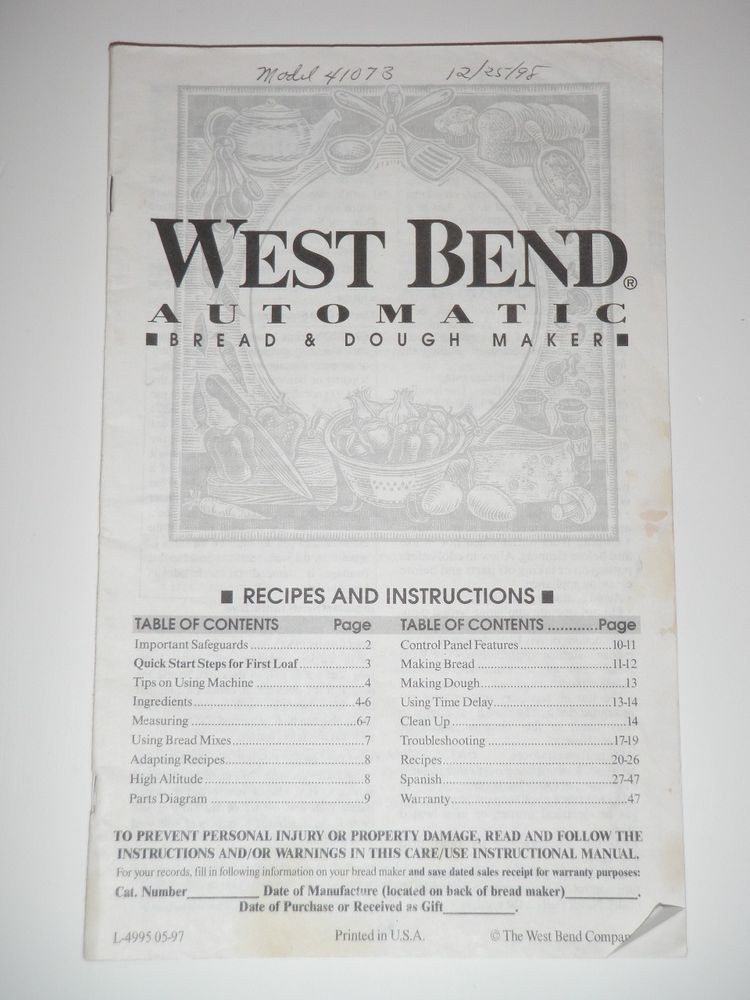 Model 41073 12/25/98
WEST BEND®
AUTOMATIC
■ BREAD & DOUGH MAKER ■
■ RECIPES AND INSTRUCTIONS ■
TABLE OF CONTENTS Page
Important Safeguards..............................2
Quick Start Steps for First Loaf.................3
Tips on Using Machine ............................4
Ingredients........................................4-6
Measuring ..........................................6-7
Using Bread Mixes.................................7
Adapting Recipes...................................8
High Altitude........................................8
Parts Diagram ......................................9
TABLE OF CONTENTS ............Page
Control Panel Features........................10-11
Making Bread ...................................11-12
Making Dough......................................13
Using Time Delay..............................13-14
Clean Up............................................14
Troubleshooting ................................17-19
Recipes............................................20-26
Spanish............................................27-47
Warranty.............................................47
TO PREVENT PERSONAL INJURY OR PROPERTY DAMAGE, READ AND FOLLOW THE
INSTRUCTIONS AND/OR WARNINGS IN THIS CARE/USE INSTRUCTIONAL MANUAL.
For your records, fill in following information on your bread maker and save dated sales receipt for warranty purposes:
Cat. Number__________ Date of Manufacture (located on back of bread maker)__________.
Date of Purchase or Received as Gift__________.
L-4995 05-97 Printed in U.S.A. © The West Bend